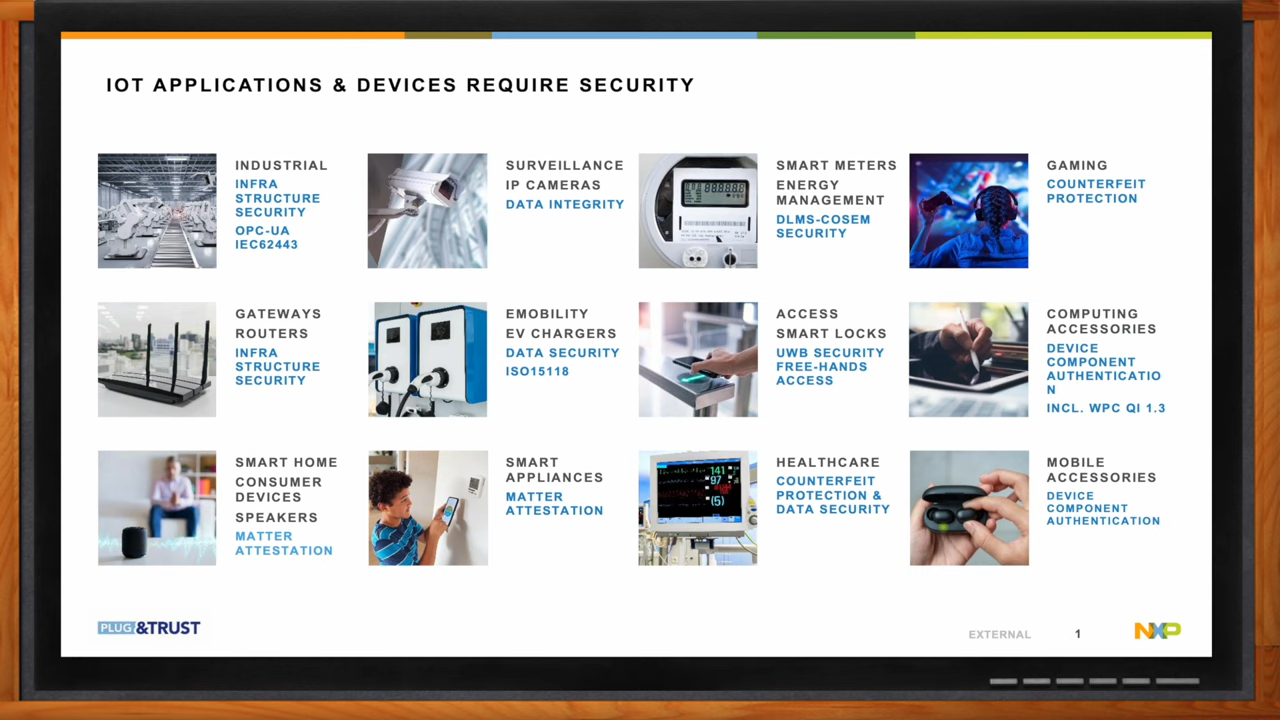 IOT APPLICATIONS & DEVICES REQUIRE SECURITY
INDUSTRIAL
INFRA
STRUCTURE
SECURITY
OPC-UA
IEC62443
SURVEILLANCE
IP CAMERAS
DATA INTEGRITY
SMART METERS
ENERGY
MANAGEMENT
DLMS-COSEM
SECURITY
GAMING
COUNTERFEIT
PROTECTION
GATEWAYS
ROUTERS
INFRA
STRUCTURE
SECURITY
EMOBILITY
EV CHARGERS
DATA SECURITY
ISO15118
ACCESS
SMART LOCKS
UWB SECURITY
FREE-HANDS
ACCESS
COMPUTING
ACCESSORIES
DEVICE
COMPONENT
AUTHENTICATIO
N
INCL. WPC QI 1.3
SMART HOME
CONSUMER
DEVICES
SPEAKERS
MATTER
ATTESTATION
SMART
APPLIANCES
MATTER
ATTESTATION
141
97
(5)
HEALTHCARE
COUNTERFEIT
PROTECTION &
DATA SECURITY
MOBILE
ACCESSORIES
DEVICE
COMPONENT
AUTHENTICATION
PLUG &TRUST
EXTERNAL
1
NXP